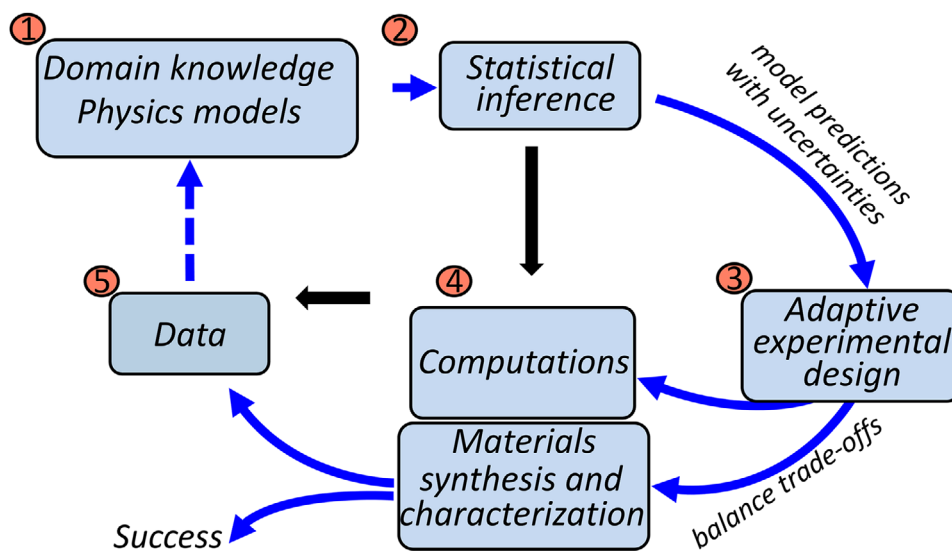 1
Domain knowledge
Physics models
2
Statistical
inference
model predictions
with uncertainties
3
Adaptive
experimental
design
4
Computations
Materials
synthesis and
characterization
balance trade-offs
5
Data
Success